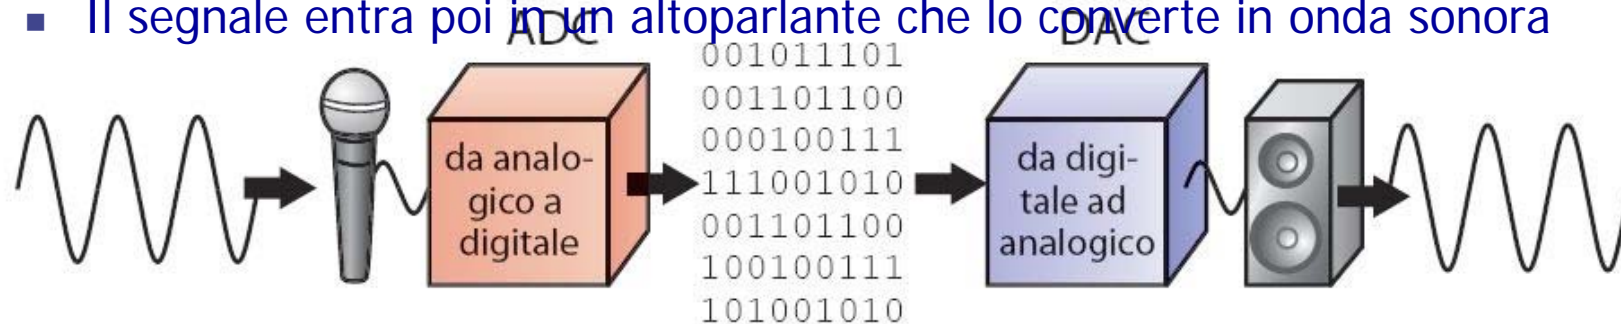 Il segnale entra poi in un altoparlante che lo converte in onda sonora
ADC
da analo-
gico a
digitale
001011101
001101100
000100111
111001010
001101100
100100111
101001010
DAC
da digi-
tale ad
analogico